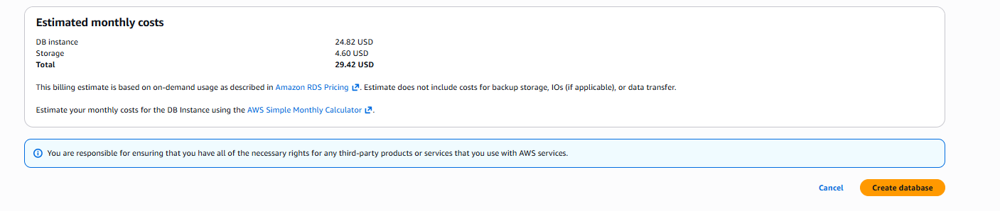 Estimated monthly costs
DB instance 24.82 USD
Storage 4.60 USD
Total 29.42 USD
This billing estimate is based on on-demand usage as described in Amazon RDS Pricing. Estimate does not include costs for backup storage, IOs (if applicable), or data transfer.
Estimate your monthly costs for the DB Instance using the AWS Simple Monthly Calculator.
You are responsible for ensuring that you have all of the necessary rights for any third-party products or services that you use with AWS services.
Cancel Create database